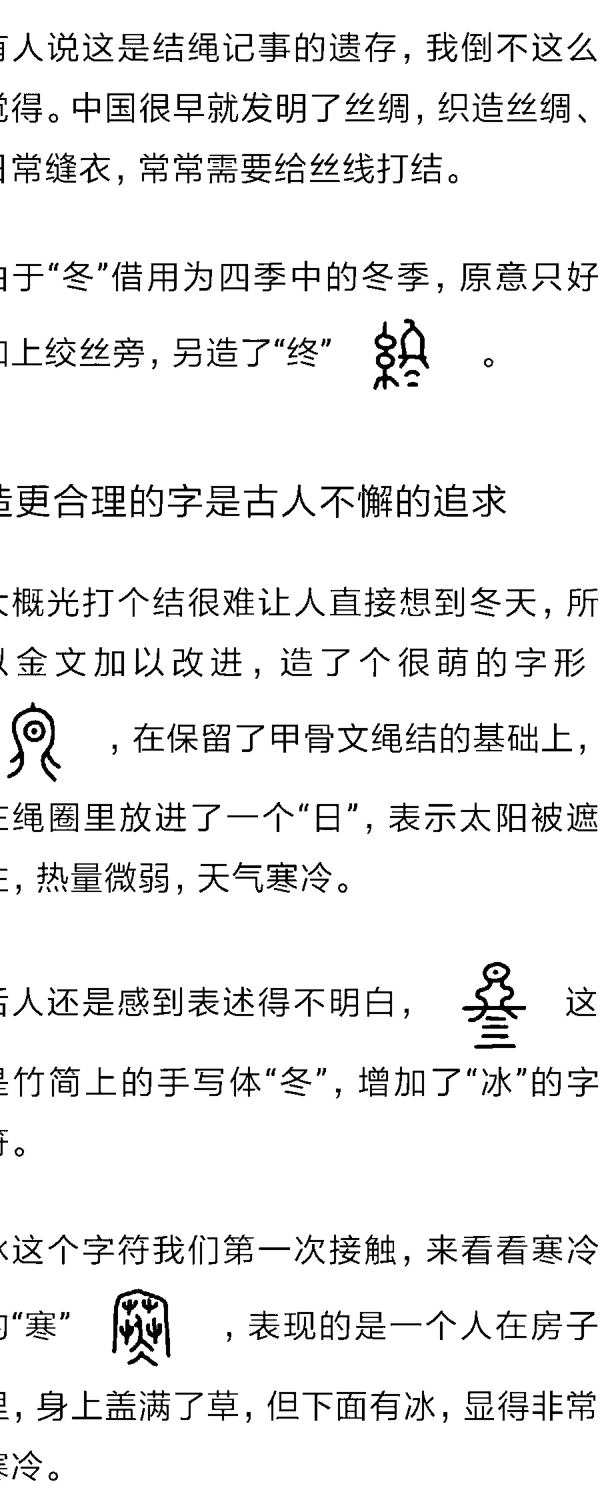 有人说这是结绳记事的遗存，我倒不这么
觉得。中国很早就发明了丝绸，织造丝绸、
日常缝衣，常常需要给丝线打结。
由于“冬”借用为四季中的冬季，原意只好
加上绞丝旁，另造了“终” 。
造更合理的字是古人不懈的追求
大概光打个结很难让人直接想到冬天，所
以金文加以改进，造了个很萌的字形
，在保留了甲骨文绳结的基础上，
在绳圈里放进了一个“日”，表示太阳被遮
住，热量微弱，天气寒冷。
后人还是感到表述得不明白， 这
是竹简上的手写体“冬”，增加了“冰”的字
符。
冰这个字符我们第一次接触，来看看寒冷
的“寒” ，表现的是一个人在房子
里，身上盖满了草，但下面有冰，显得非常
寒冷。